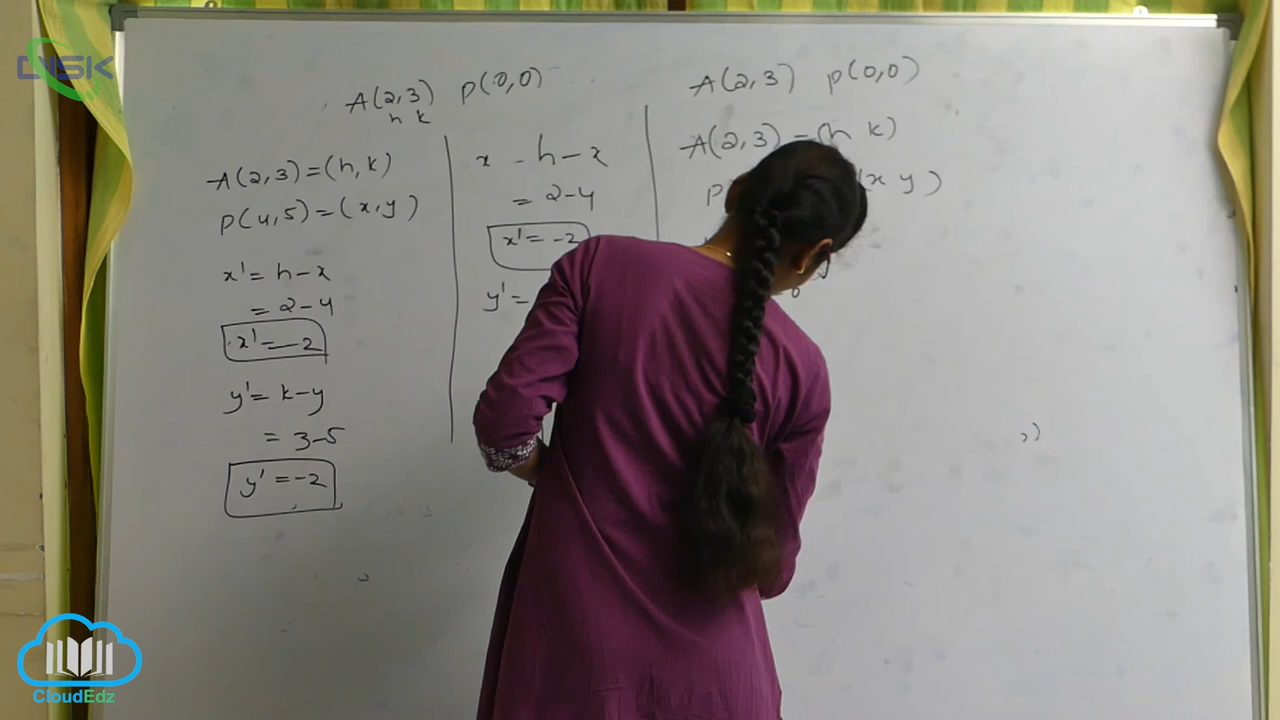 DISK
A(2,3) P(0,0)
h k
A(2,3)=(h,k)
P(4,5)=(x,y)
x'= h-x
= 2-4
x'=-2
y'= k-y
= 3-5
y' =-2
x - h-x
= 2-4
x'= -2
y'=
A(2,3) P(0,0)
A(2,3) =(h k)
P (x y)
CloudEdz